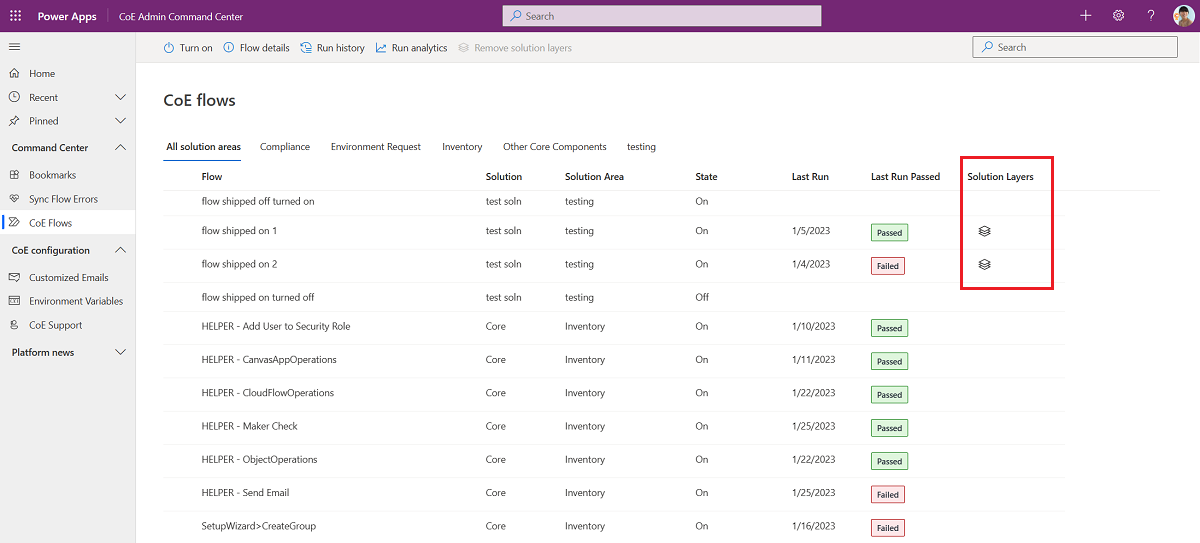 Power Apps CoE Admin Command Center Search
Turn on Flow details Run history Run analytics Remove solution layers Search
Home
Recent
Pinned
Command Center
Bookmarks
Sync Flow Errors
CoE Flows
CoE configuration
Customized Emails
Environment Variables
CoE Support
Platform news
CoE flows
All solution areas Compliance Environment Request Inventory Other Core Components testing
Flow Solution Solution Area State Last Run Last Run Passed Solution Layers
flow shipped off turned on test soln testing On
flow shipped on 1 test soln testing On 1/5/2023 Passed
flow shipped on 2 test soln testing On 1/4/2023 Failed
flow shipped on turned off test soln testing Off
HELPER - Add User to Security Role Core Inventory On 1/10/2023 Passed
HELPER - CanvasAppOperations Core Inventory On 1/11/2023 Passed
HELPER - CloudFlowOperations Core Inventory On 1/22/2023 Passed
HELPER - Maker Check Core Inventory On 1/25/2023 Passed
HELPER - ObjectOperations Core Inventory On 1/22/2023 Passed
HELPER - Send Email Core Inventory On 1/25/2023 Failed
SetupWizard>CreateGroup Core Inventory On 1/16/2023 Failed